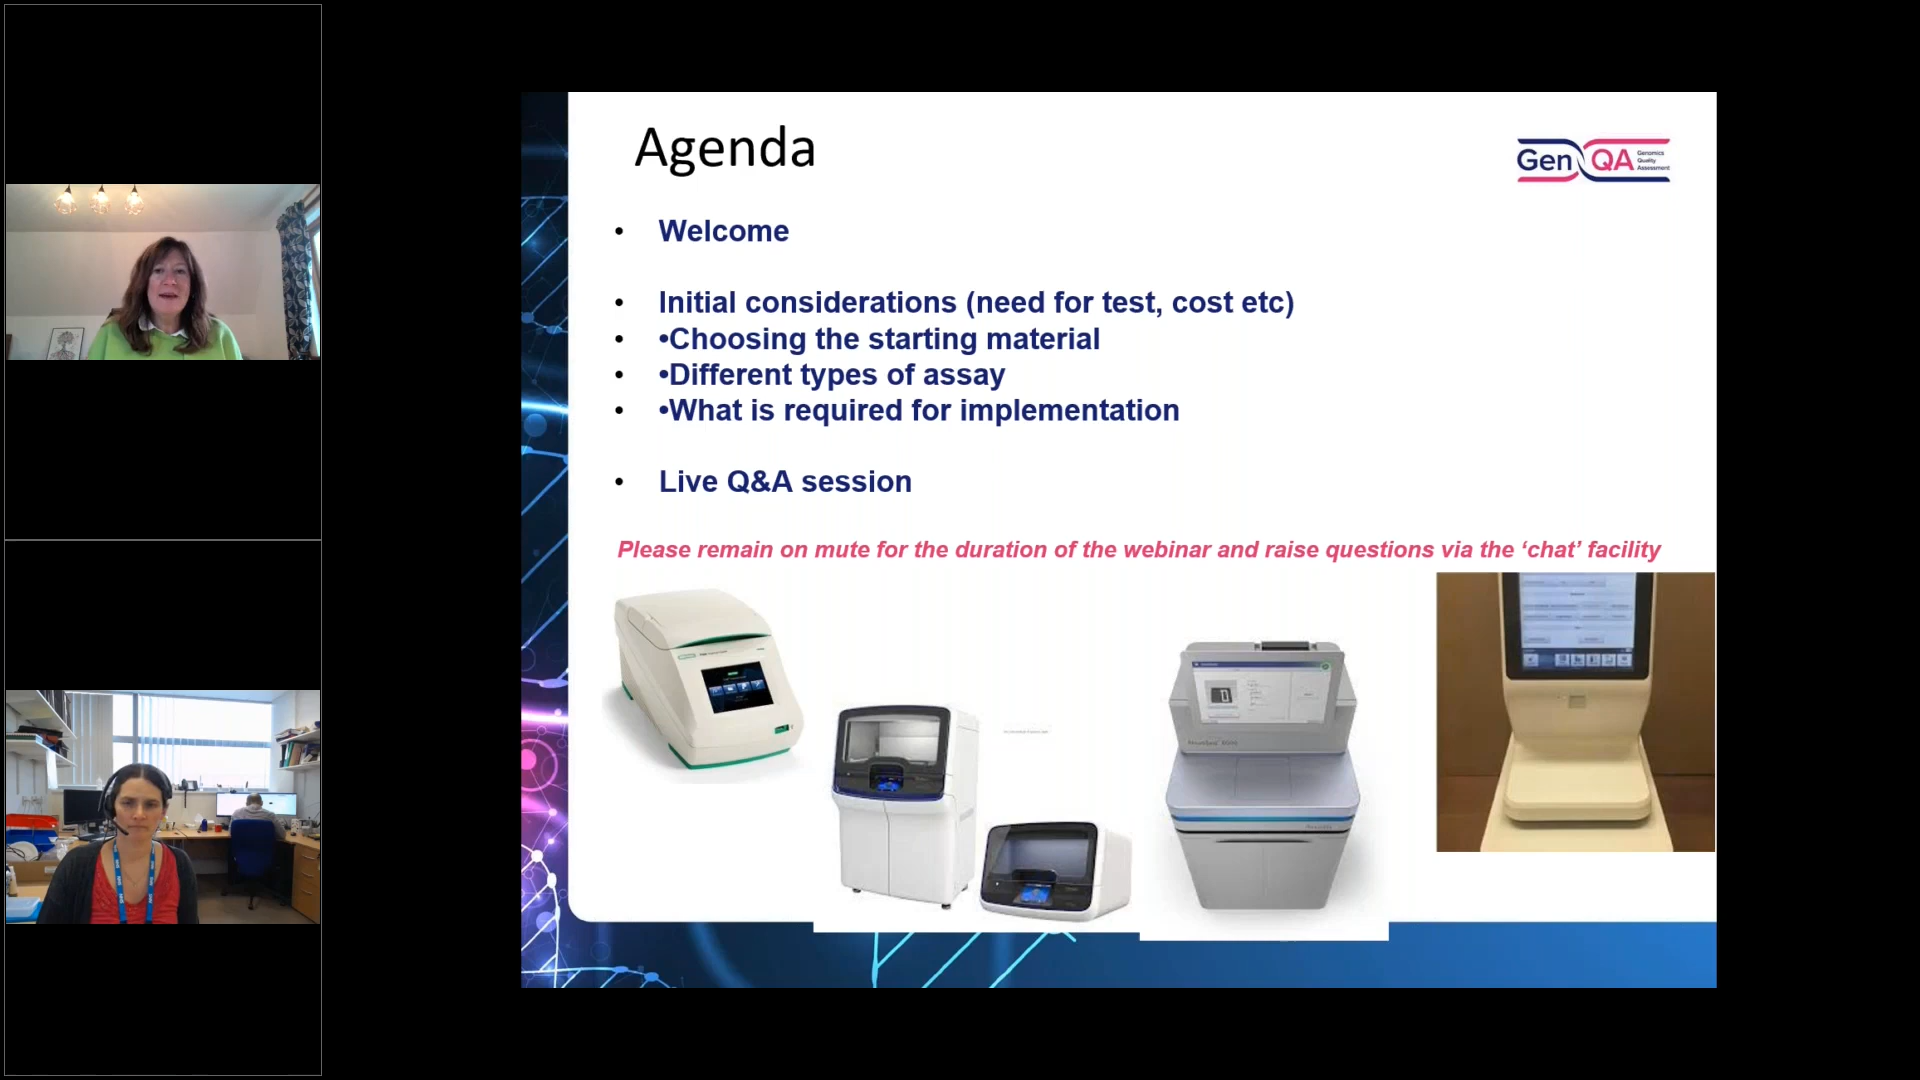 Agenda
Gen QA Genomics
Quality
Assessment
• Welcome
• Initial considerations (need for test, cost etc)
• •Choosing the starting material
• •Different types of assay
• •What is required for implementation
• Live Q&A session
Please remain on mute for the duration of the webinar and raise questions via the ‘chat’ facility